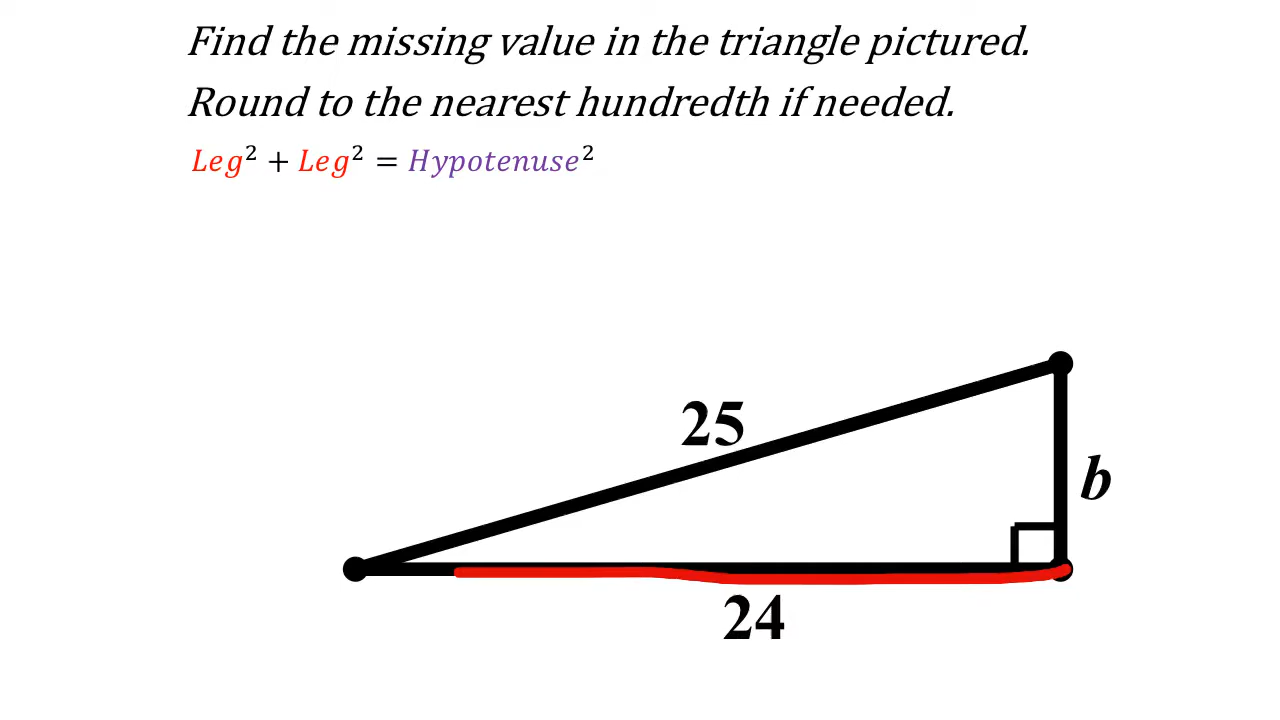 Find the missing value in the triangle pictured.
Round to the nearest hundredth if needed.
Leg² + Leg² = Hypotenuse²
25
b
24